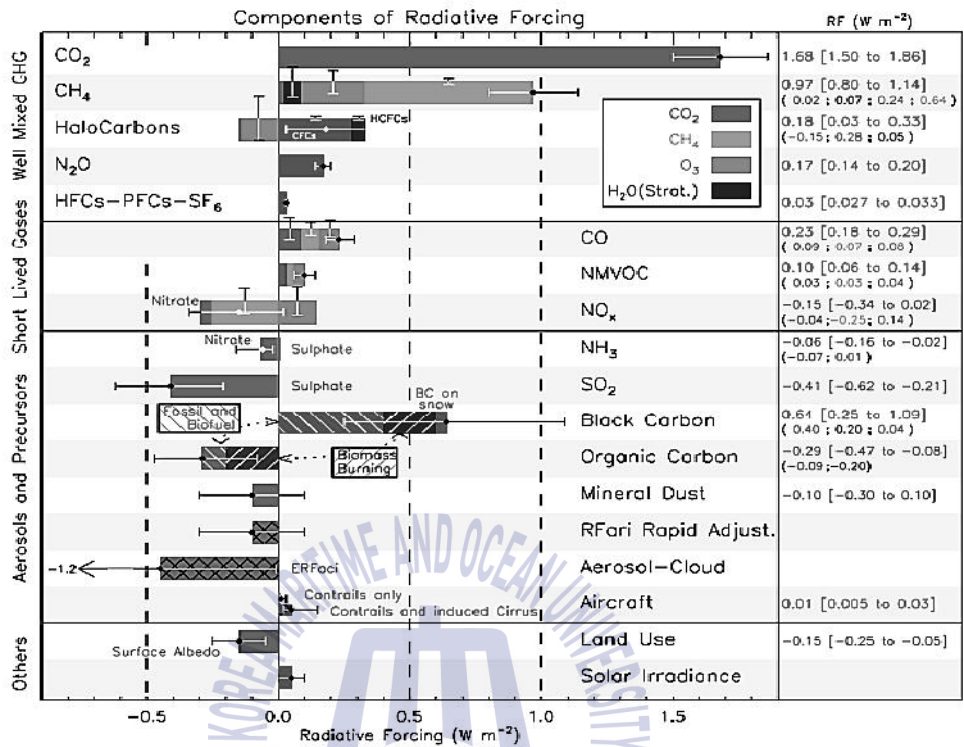 Components of Radiative Forcing
RF (W m⁻²)
Well Mixed GHG
CO₂
1.68 [1.50 to 1.86]
CH₄
0.97 [0.80 to 1.14]
( 0.02 ; 0.07 ; 0.24 ; 0.64)
HaloCarbons
CFCs
HCFCs
0.18 [0.03 to 0.33]
(-0.15; 0.28 ; 0.05)
N₂O
0.17 [0.14 to 0.20]
HFCs-PFCs-SF₆
0.03 [0.027 to 0.033]
CO₂
CH₄
O₃
H₂O(Strat.)
Short Lived Gases
CO
0.23 [0.18 to 0.29]
(0.09 ; 0.07 ; 0.08)
NMVOC
0.10 [0.06 to 0.14]
( 0.03 ; 0.03 ; 0.04)
Nitrate
NOₓ
-0.15 [-0.34 to 0.02]
(-0.04;-0.25; 0.14)
Aerosols and Precursors
Nitrate
Sulphate
NH₃
-0.06 [-0.16 to -0.02]
(-0.07; 0.01)
Sulphate
SO₂
-0.41 [-0.62 to -0.21]
Fossil and
Biofuel
BC on
snow
Black Carbon
0.64 [0.25 to 1.09]
( 0.40 ; 0.20 ; 0.04)
Biomass
Burning
Organic Carbon
-0.29 [-0.47 to -0.08]
(-0.09;-0.20)
Mineral Dust
-0.10 [-0.30 to 0.10]
RFari Rapid Adjust.
-1.2
ERFaci
Aerosol-Cloud
Contrails only
Contrails and induced Cirrus
Aircraft
0.01 [0.005 to 0.03]
Others
Surface Albedo
Land Use
-0.15 [-0.25 to -0.05]
Solar Irradiance
-0.5 0.0 0.5 1.0 1.5
Radiative Forcing (W m⁻²)
KOREA MARITIME AND OCEAN UNIVERSITY